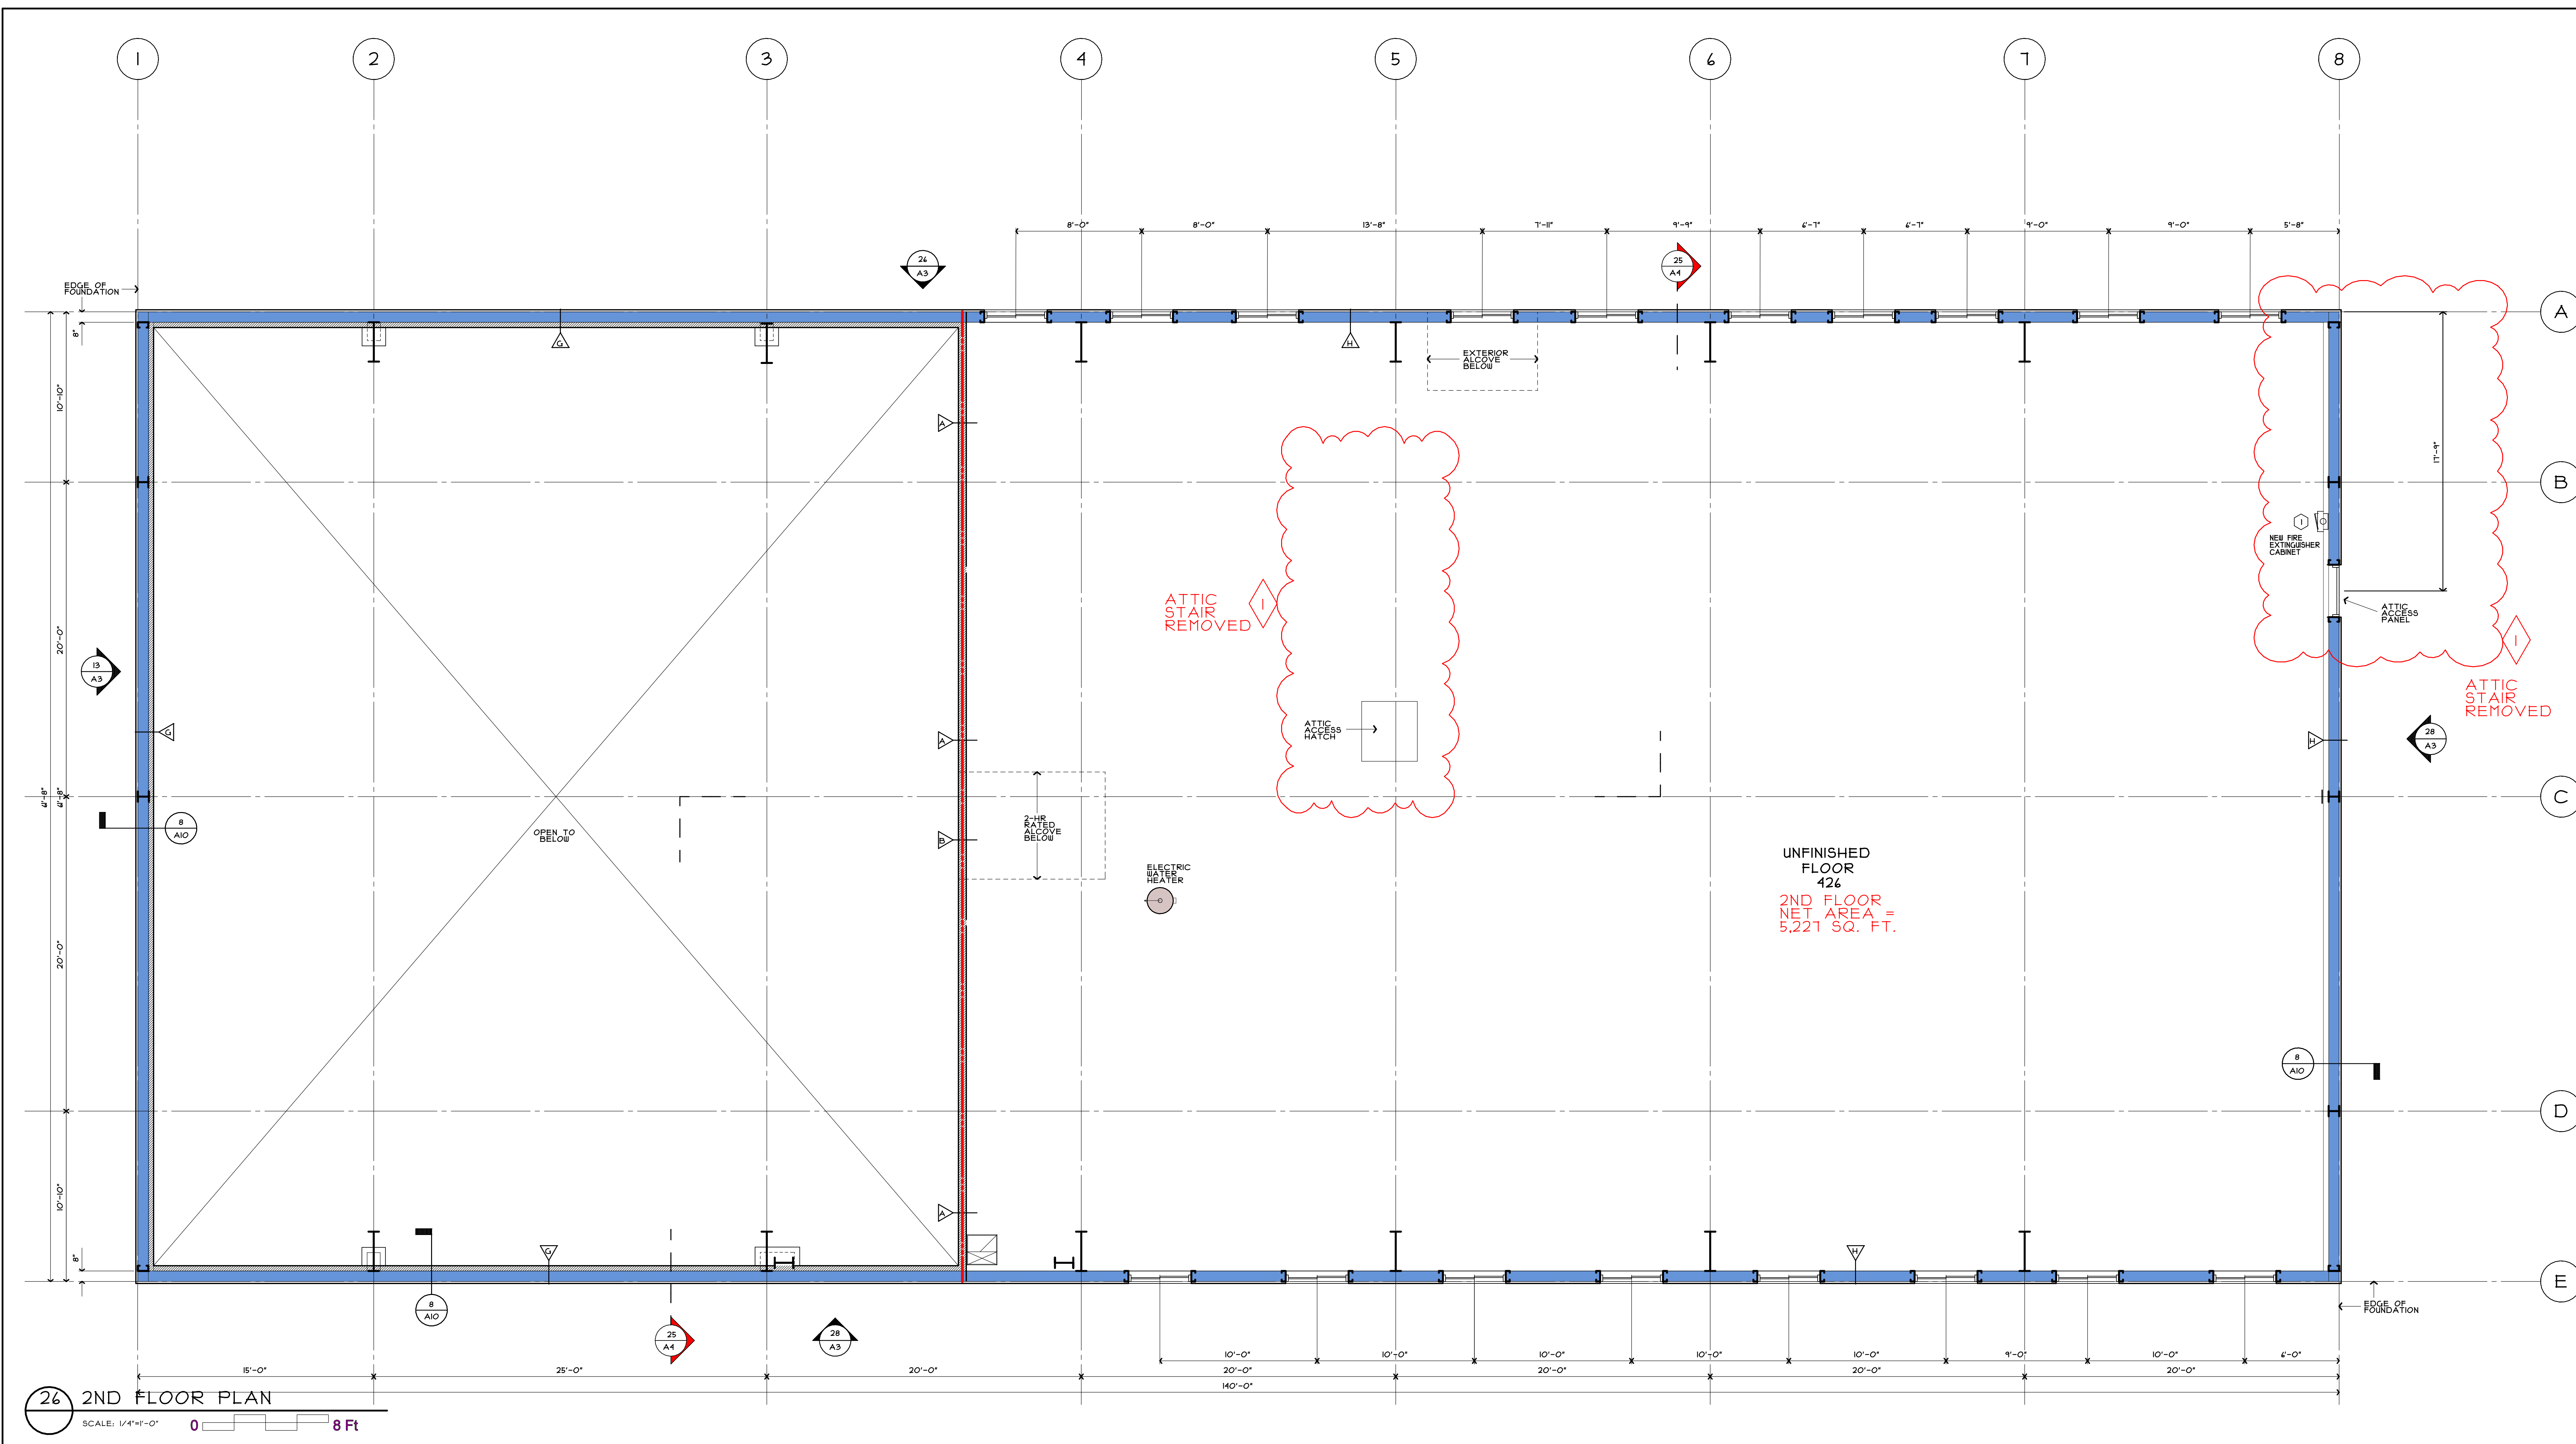 1 2 3 4 5 6 7 8
8'-0" 8'-0" 13'-8" 7'-11" 9'-9" 6'-7" 6'-7" 9'-0" 9'-0" 5'-8"
26
A3
25
A4
EDGE OF
FOUNDATION
8"
A
G
H
EXTERIOR
ALCOVE
BELOW
10'-10"
A
17'-9"
B
1
NEW FIRE
EXTINGUISHER
CABINET
ATTIC
STAIR
REMOVED
1
ATTIC
ACCESS
PANEL
1
20'-0"
13
A3
ATTIC
STAIR
REMOVED
G
ATTIC
ACCESS
HATCH
A
H
28
A3
61'-8"
61'-8"
C
8
A10
OPEN TO
BELOW
2-HR
RATED
ALCOVE
BELOW
B
ELECTRIC
WATER
HEATER
UNFINISHED
FLOOR
426
2ND FLOOR
NET AREA =
5,227 SQ. FT.
20'-0"
8
A10
D
10'-10"
A
G
H
8"
E
8
A10
EDGE OF
FOUNDATION
25
A4
28
A3
10'-0" 10'-0" 10'-0" 10'-0" 10'-0" 9'-0" 10'-0" 6'-0"
15'-0" 25'-0" 20'-0" 20'-0" 20'-0" 20'-0" 20'-0"
140'-0"
26 2ND FLOOR PLAN
SCALE: 1/4"=1'-0" 0 8 Ft